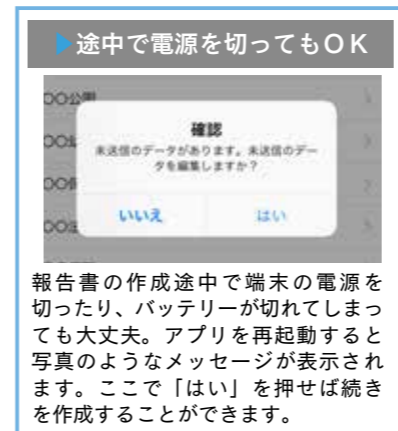 ▶途中で電源を切ってもＯＫ
〇〇公園
確認
未送信のデータがあります。未送信のデー
タを編集しますか？
いいえ
はい
報告書の作成途中で端末の電源を
切ったり、バッテリーが切れてしまっ
ても大丈夫。アプリを再起動すると
写真のようなメッセージが表示され
ます。ここで「はい」を押せば続き
を作成することができます。